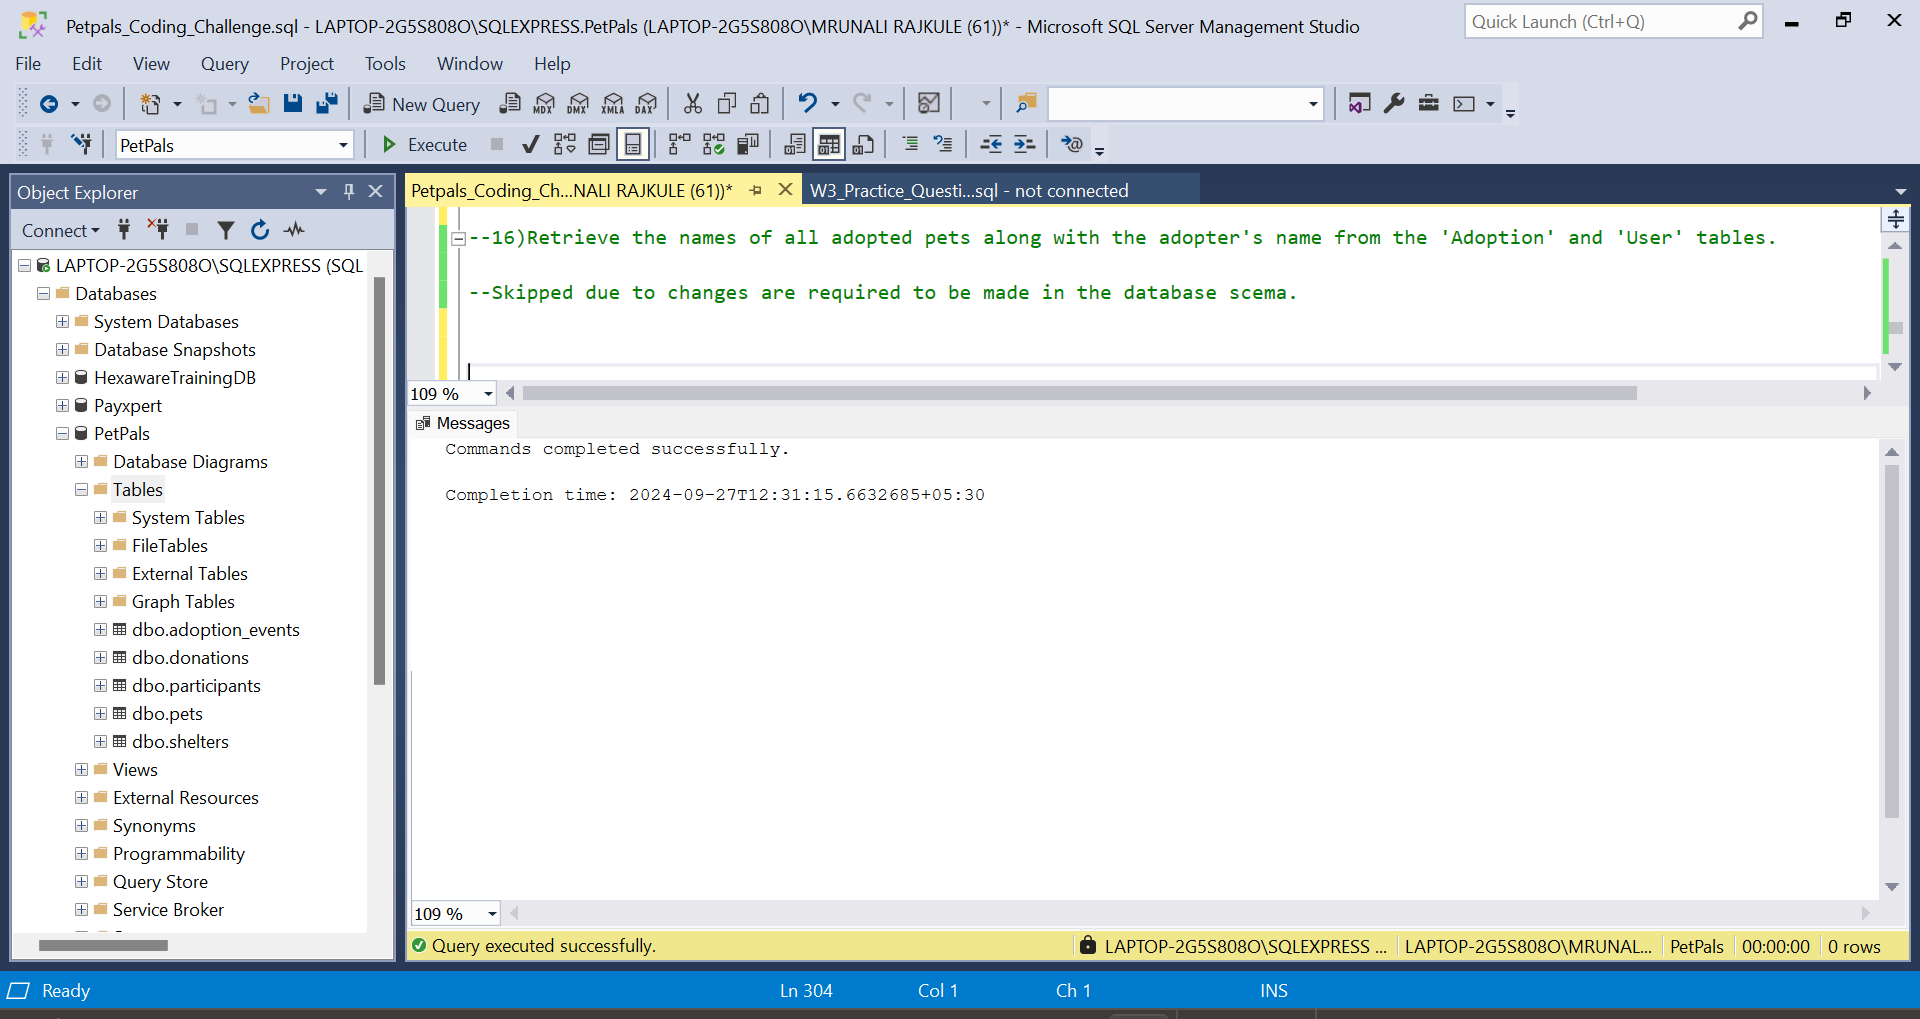 Petpals_Coding_Challenge.sql - LAPTOP-2G5S808O\SQLEXPRESS.PetPals (LAPTOP-2G5S808O\MRUNALI RAJKULE (61))* - Microsoft SQL Server Management Studio
Quick Launch (Ctrl+Q)
File Edit View Query Project Tools Window Help
New Query MDX DMX XMLA DAX
PetPals Execute
Object Explorer
Petpals_Coding_Ch...NALI RAJKULE (61))* W3_Practice_Questi...sql - not connected
Connect
LAPTOP-2G5S808O\SQLEXPRESS (SQL
Databases
System Databases
Database Snapshots
HexawareTrainingDB
Payxpert
PetPals
Database Diagrams
Tables
System Tables
FileTables
External Tables
Graph Tables
dbo.adoption_events
dbo.donations
dbo.participants
dbo.pets
dbo.shelters
Views
External Resources
Synonyms
Programmability
Query Store
Service Broker
--16)Retrieve the names of all adopted pets along with the adopter's name from the 'Adoption' and 'User' tables.
--Skipped due to changes are required to be made in the database scema.
109 %
Messages
Commands completed successfully.
Completion time: 2024-09-27T12:31:15.6632685+05:30
109 %
Query executed successfully. LAPTOP-2G5S808O\SQLEXPRESS ... LAPTOP-2G5S808O\MRUNAL... PetPals 00:00:00 0 rows
Ready Ln 304 Col 1 Ch 1 INS